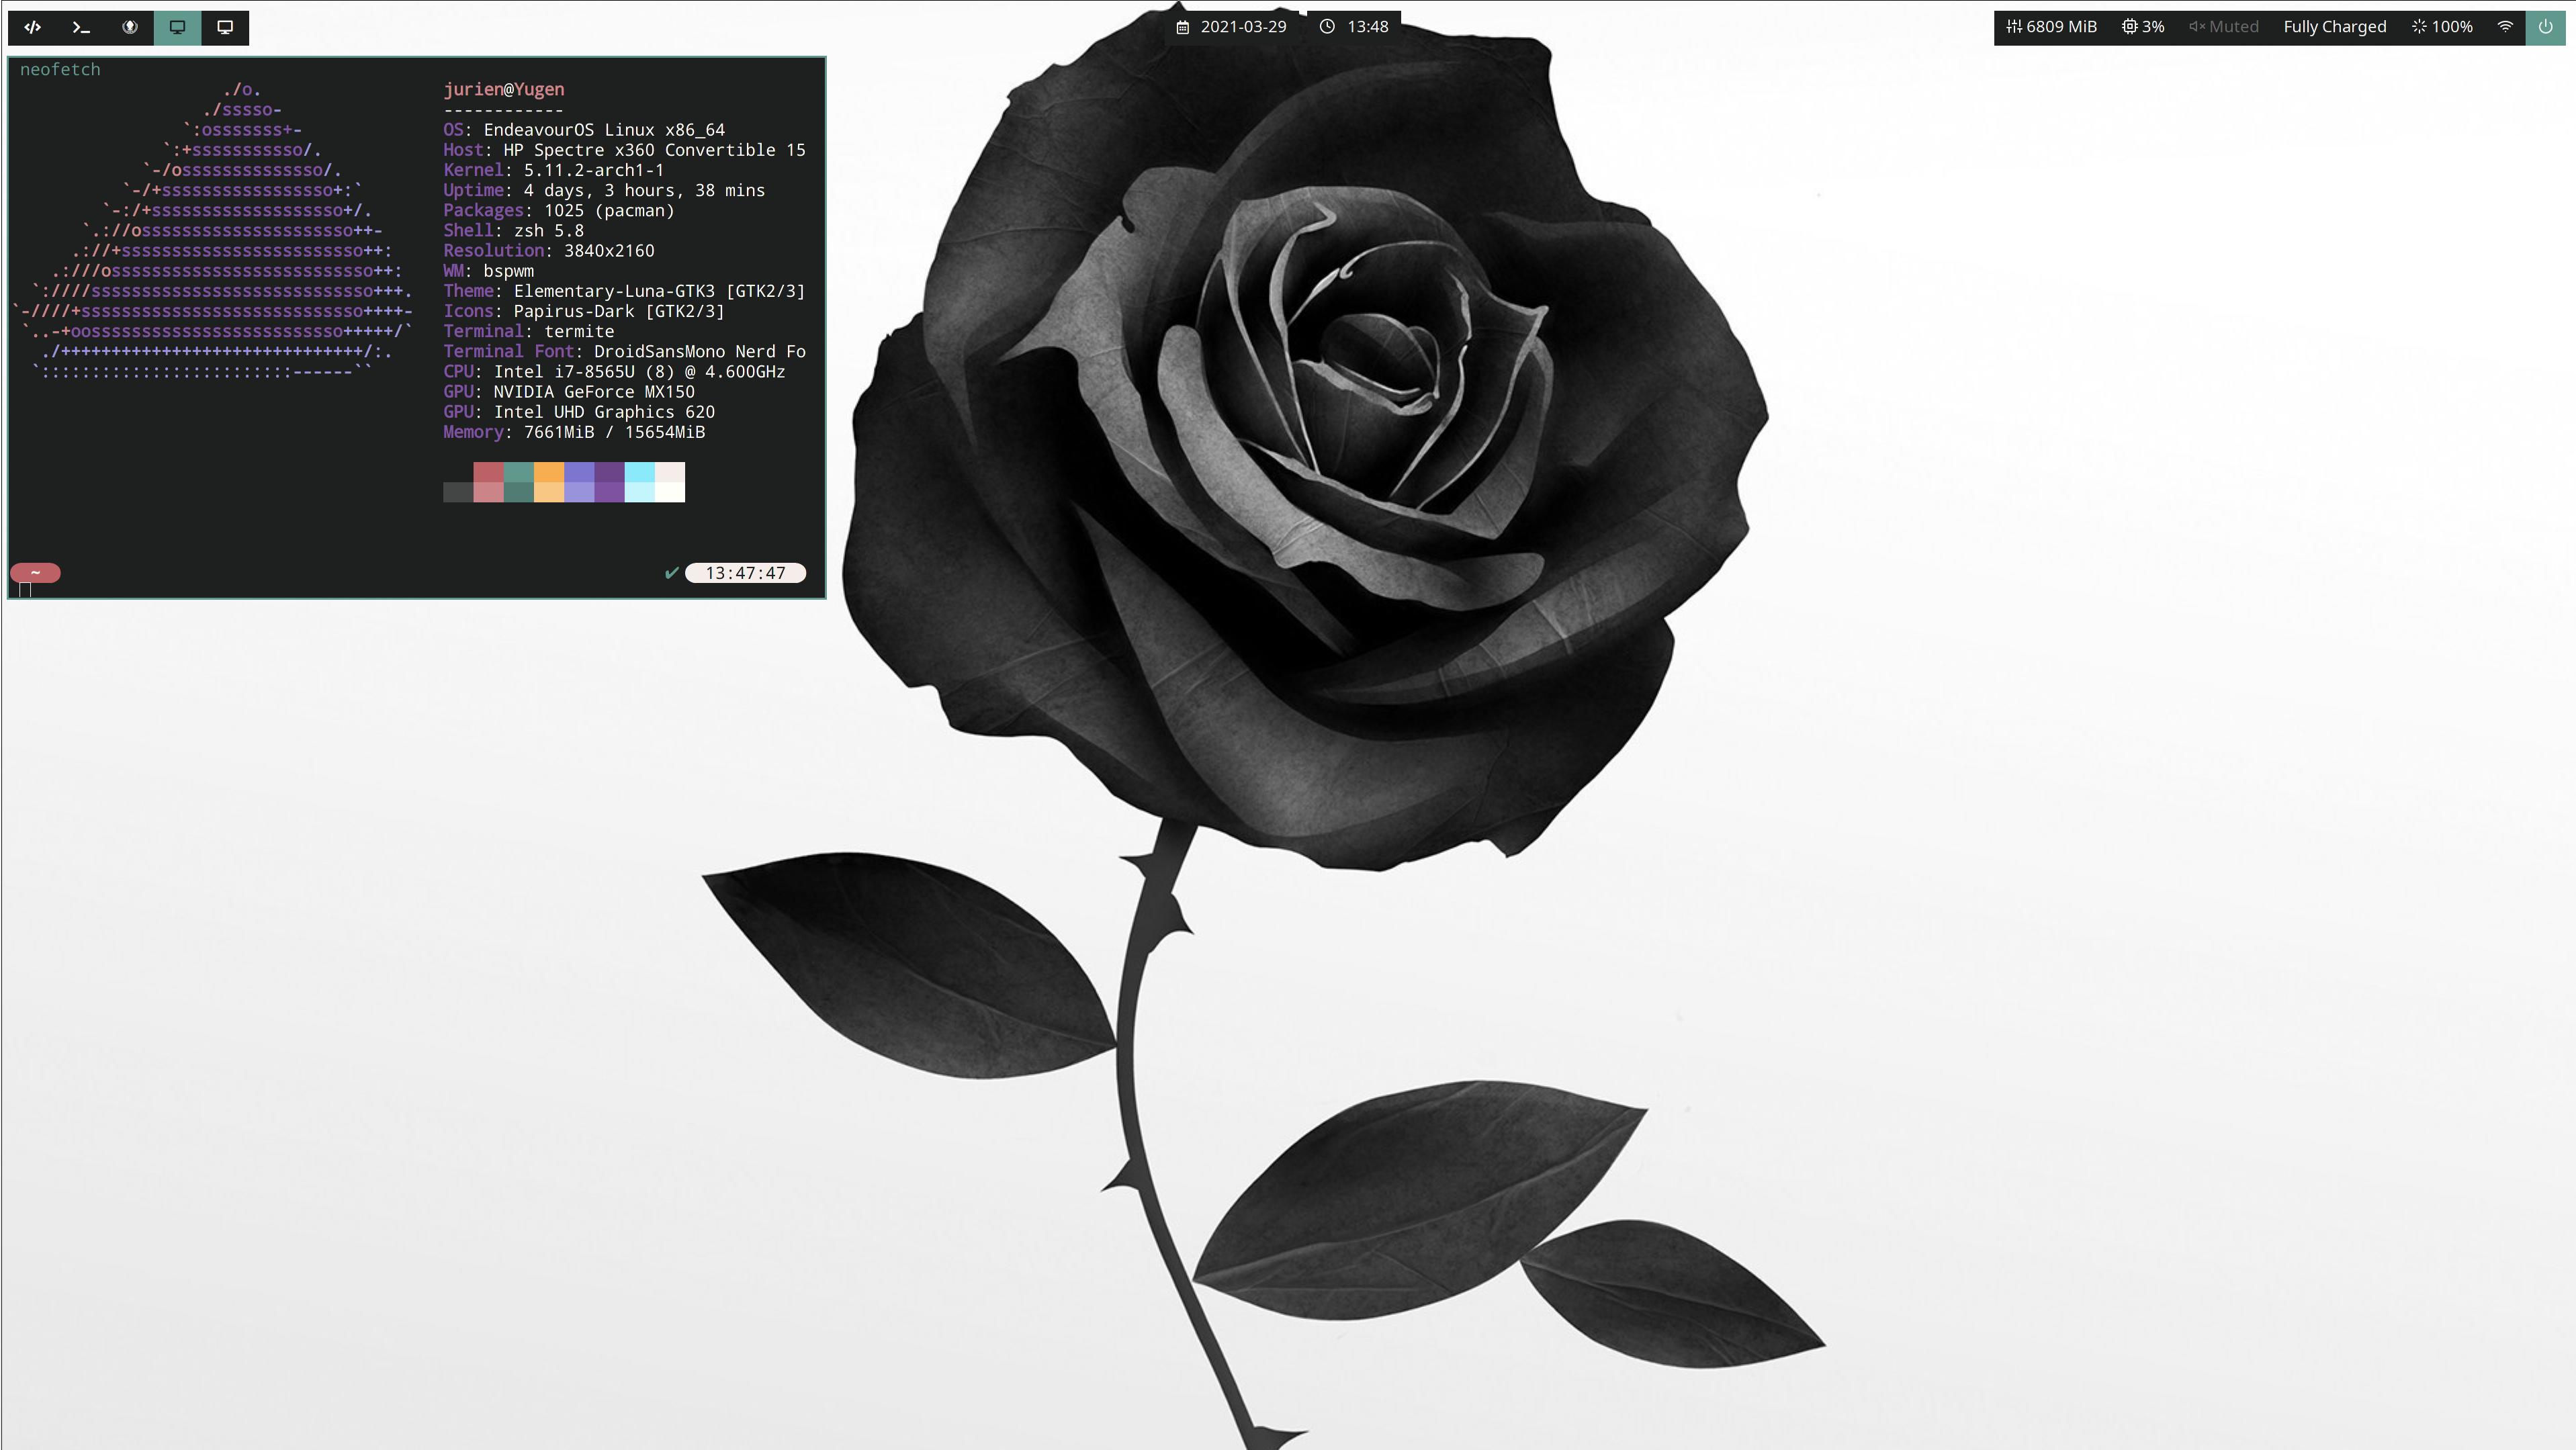 2021-03-29 13:48 6809 MiB 3% Muted Fully Charged 100%
neofetch
./o.
./sssso-
`:osssssss+-
`:+sssssssssso/.
`-/ossssssssssssso/.
`-/+sssssssssssssssso+:`
`-:/+sssssssssssssssssso+/.
`.://osssssssssssssssssssso++-
.://+ssssssssssssssssssssssso++:
.:///ossssssssssssssssssssssssso++:
`:////ssssssssssssssssssssssssssso+++.
`-////+ssssssssssssssssssssssssssso++++-
`..-+oosssssssssssssssssssssssso+++++/`
./++++++++++++++++++++++++++++++/:.
`:::::::::::::::::::::::::------``
jurien@Yugen
------------
OS: EndeavourOS Linux x86_64
Host: HP Spectre x360 Convertible 15
Kernel: 5.11.2-arch1-1
Uptime: 4 days, 3 hours, 38 mins
Packages: 1025 (pacman)
Shell: zsh 5.8
Resolution: 3840x2160
WM: bspwm
Theme: Elementary-Luna-GTK3 [GTK2/3]
Icons: Papirus-Dark [GTK2/3]
Terminal: termite
Terminal Font: DroidSansMono Nerd Fo
CPU: Intel i7-8565U (8) @ 4.600GHz
GPU: NVIDIA GeForce MX150
GPU: Intel UHD Graphics 620
Memory: 7661MiB / 15654MiB
~ ✔ 13:47:47